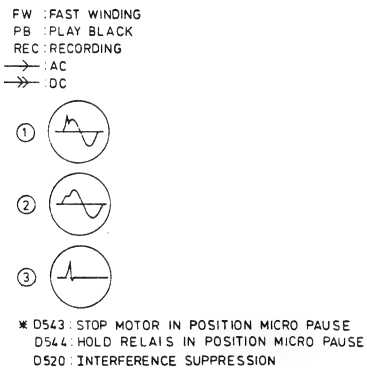 FW : FAST WINDING
PB : PLAY BLACK
REC : RECORDING
: AC
: DC
1
2
3
* D543 : STOP MOTOR IN POSITION MICRO PAUSE
D544 : HOLD RELAIS IN POSITION MICRO PAUSE
D520 : INTERFERENCE SUPPRESSION